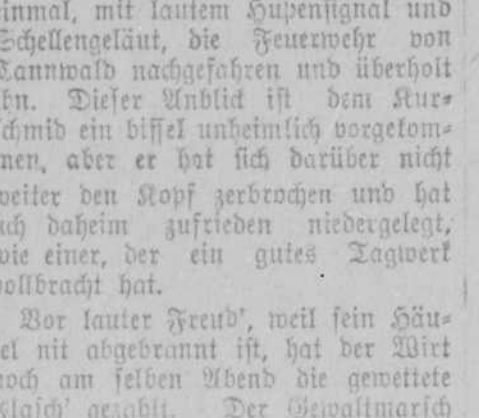 inmal, mit lautem Hupensignal und
Schellengeläut, die Feuerwehr von
Tannwald nachgefahren und überholt
ihn. Dieser Anblick ist dem Kur⸗
schmid ein bissel unheimlich vorgekom⸗
men, aber er hat sich darüber nicht
weiter den Kopf zerbrochen und hat
sich daheim zufrieden niedergelegt,
wie einer, der ein gutes Tagwerk
vollbracht hat.
Vor lauter Freud', weil sein Häu⸗
sel nit abgebrannt ist, hat der Wirt
noch am selben Abend die gewettete
Flasch' gezahlt. Der Gewaltmarsch